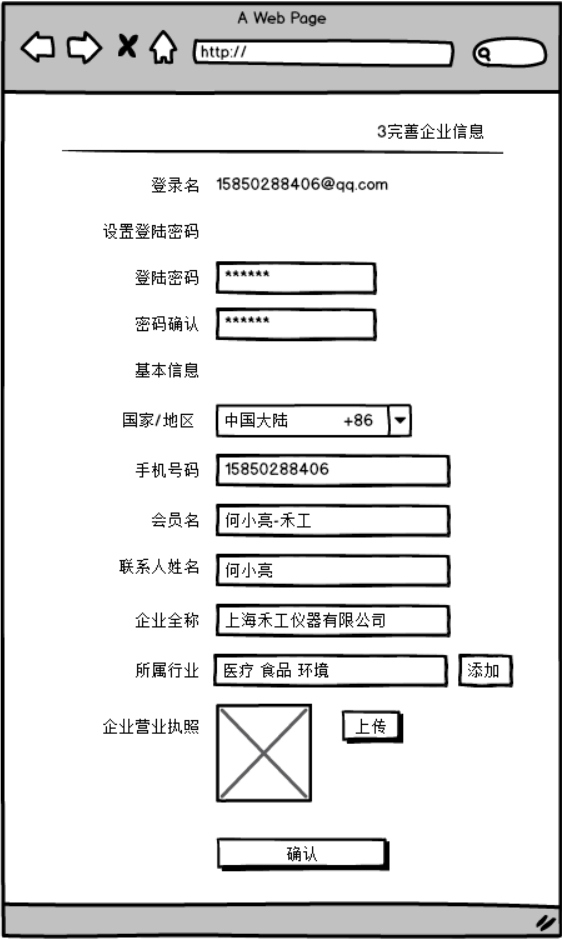 A Web Page
http://
3完善企业信息
登录名 15850288406@qq.com
设置登陆密码
登陆密码 ******
密码确认 ******
基本信息
国家/地区 中国大陆 +86
手机号码 15850288406
会员名 何小亮-禾工
联系人姓名 何小亮
企业全称 上海禾工仪器有限公司
所属行业 医疗 食品 环境 添加
企业营业执照 上传
确认